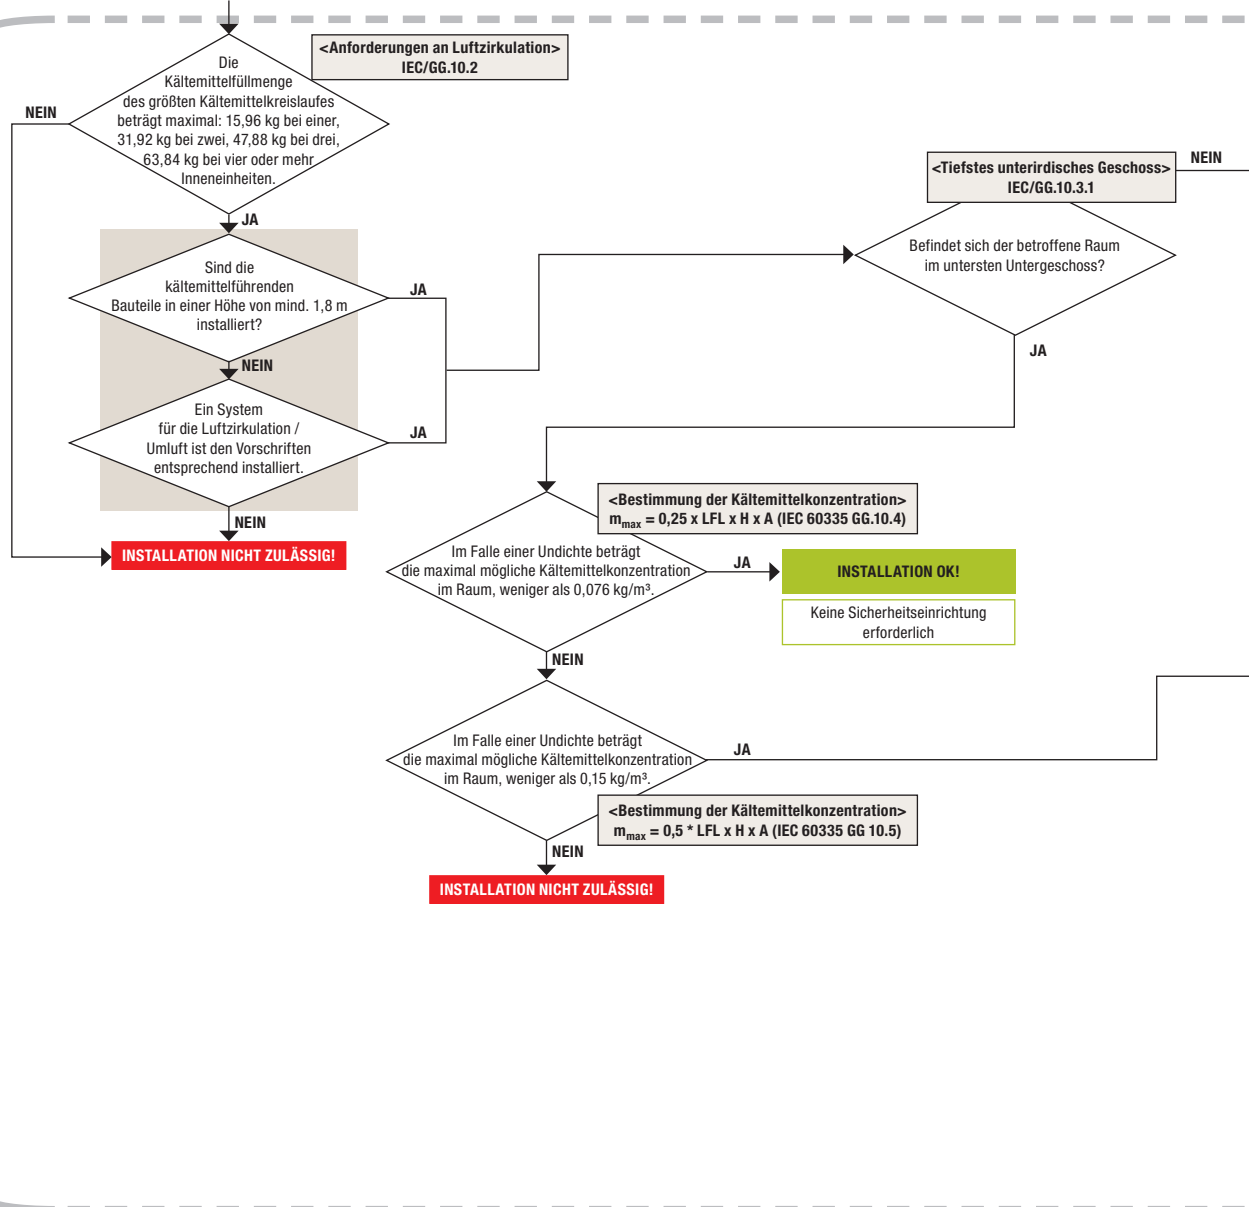 <Anforderungen an Luftzirkulation>
IEC/GG.10.2
Die
Kältemittelfüllmenge
des größten Kältemittelkreislaufes
beträgt maximal: 15,96 kg bei einer,
31,92 kg bei zwei, 47,88 kg bei drei,
63,84 kg bei vier oder mehr
Inneneinheiten.
NEIN
JA
Sind die
kältemittelführenden
Bauteile in einer Höhe von mind. 1,8 m
installiert?
JA
NEIN
Ein System
für die Luftzirkulation /
Umluft ist den Vorschriften
entsprechend installiert.
JA
NEIN
INSTALLATION NICHT ZULÄSSIG!
<Tiefstes unterirdisches Geschoss>
IEC/GG.10.3.1
NEIN
Befindet sich der betroffene Raum
im untersten Untergeschoss?
JA
<Bestimmung der Kältemittelkonzentration>
mmax = 0,25 x LFL x H x A (IEC 60335 GG.10.4)
Im Falle einer Undichte beträgt
die maximal mögliche Kältemittelkonzentration
im Raum, weniger als 0,076 kg/m³.
JA
INSTALLATION OK!
Keine Sicherheitseinrichtung
erforderlich
NEIN
Im Falle einer Undichte beträgt
die maximal mögliche Kältemittelkonzentration
im Raum, weniger als 0,15 kg/m³.
JA
<Bestimmung der Kältemittelkonzentration>
mmax = 0,5 * LFL x H x A (IEC 60335 GG 10.5)
NEIN
INSTALLATION NICHT ZULÄSSIG!